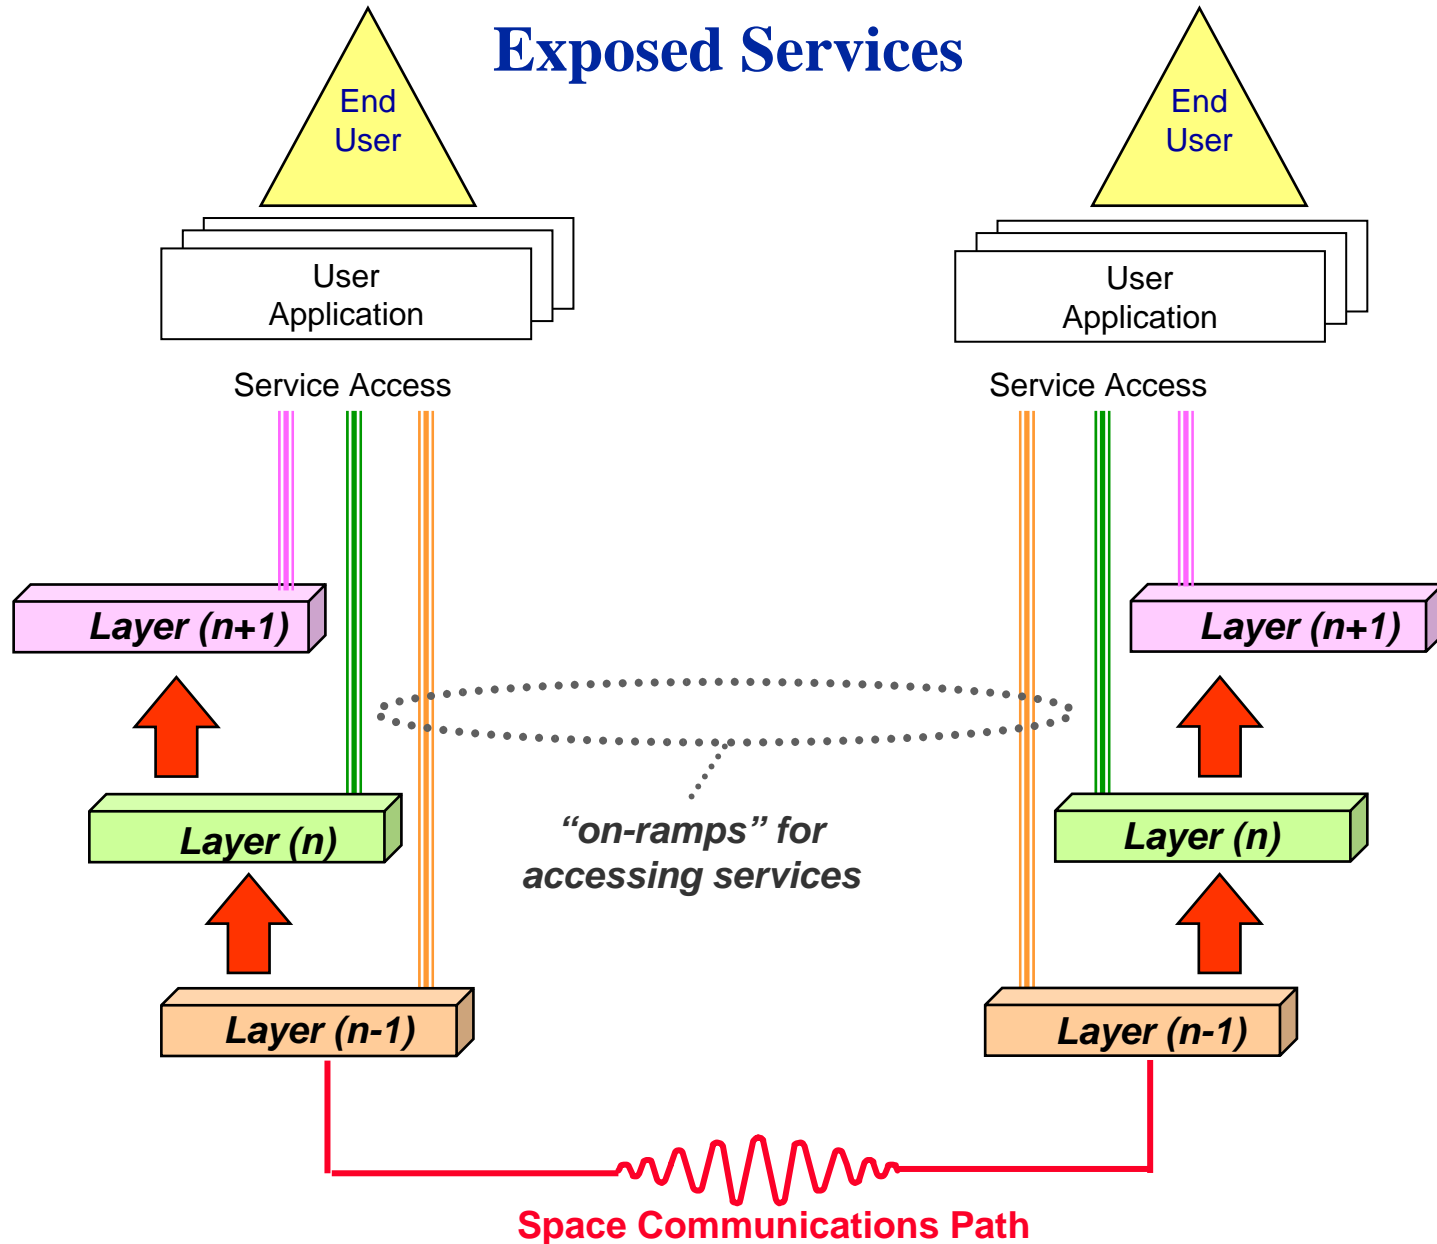 Exposed Services
End
User
End
User
User
Application
User
Application
Service Access
Service Access
Layer (n+1)
Layer (n+1)
Layer (n)
Layer (n)
“on-ramps” for
accessing services
Layer (n-1)
Layer (n-1)
Space Communications Path